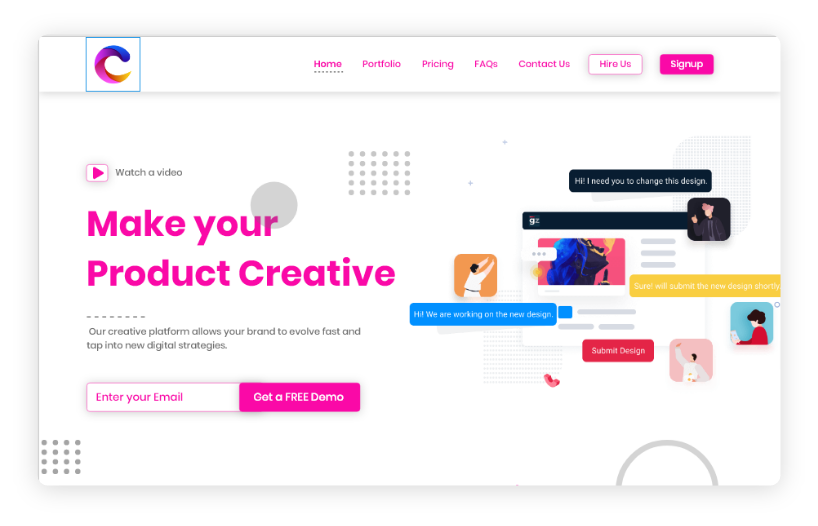 Home Portfolio Pricing FAQs Contact Us Hire Us Signup
Watch a video
Make your
Product Creative
Our creative platform allows your brand to evolve fast and
tap into new digital strategies.
Enter your Email
Get a FREE Demo
Hi! I need you to change this design.
gz
Sure! will submit the new design shortly.
Hi! We are working on the new design.
Submit Design